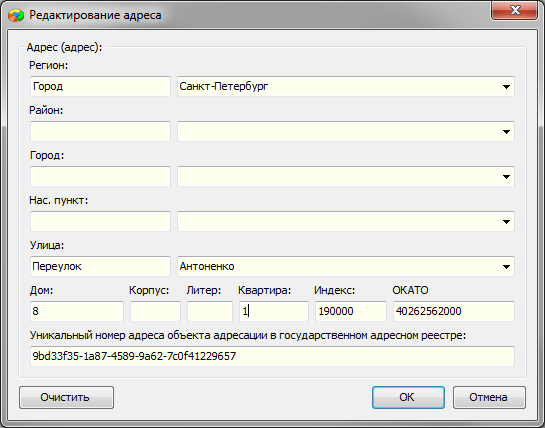 Редактирование адреса
Адрес (адрес):
Регион:
Город Санкт-Петербург
Район:
Город:
Нас. пункт:
Улица:
Переулок Антоненко
Дом: Корпус: Литер: Квартира: Индекс: ОКАТО
8 1 190000 40262562000
Уникальный номер адреса объекта адресации в государственном адресном реестре:
9bd33f35-1a87-4589-9a62-7c0f41229657
Очистить OK Отмена